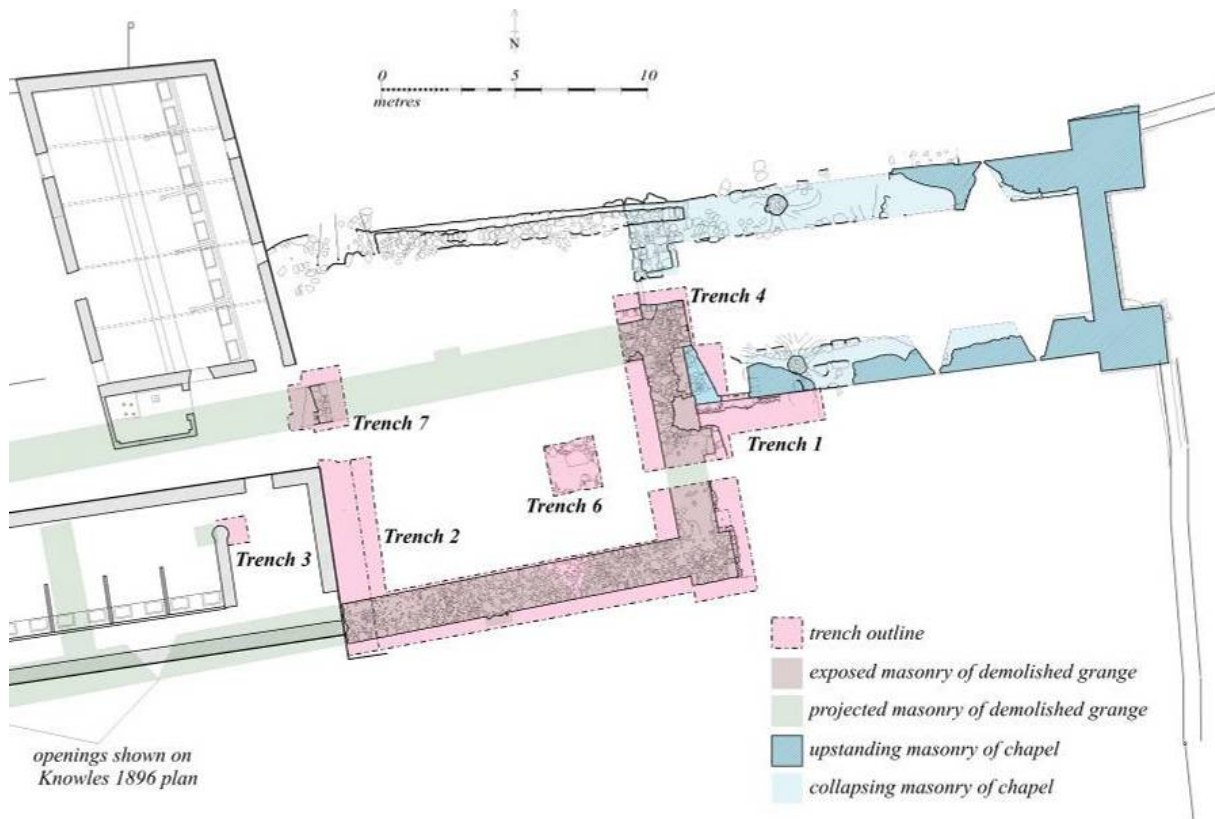 N
0 5 10
metres
Trench 4
Trench 7
Trench 1
Trench 6
Trench 2
Trench 3
trench outline
exposed masonry of demolished grange
projected masonry of demolished grange
upstanding masonry of chapel
collapsing masonry of chapel
openings shown on
Knowles 1896 plan